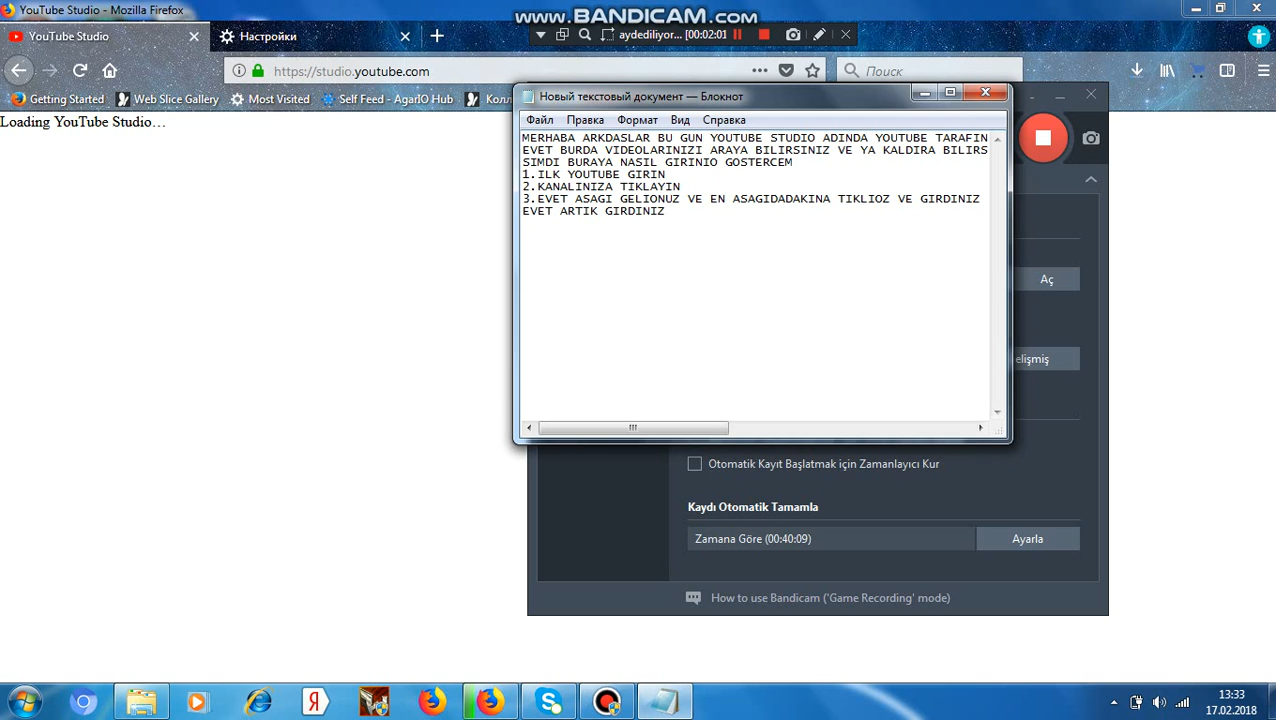 YouTube Studio - Mozilla Firefox
www.BANDICAM.com
YouTube Studio
Настройки
aydediliyor... [00:02:01]
https://studio.youtube.com
Поиск
Getting Started
Web Slice Gallery
Most Visited
Self Feed - AgarIO Hub
Колл
Loading YouTube Studio...
Новый текстовый документ — Блокнот
Файл Правка Формат Вид Справка
MERHABA ARKDASLAR BU GUN YOUTUBE STUDIO ADINDA YOUTUBE TARAFIN
EVET BURDA VIDEOLARINIZI ARAYA BILIRSINIZ VE YA KALDIRA BILIRS
SIMDI BURAYA NASIL GIRINIO GOSTERCEM
1.ILK YOUTUBE GIRIN
2.KANALINIZA TIKLAYIN
3.EVET ASAGI GELIONUZ VE EN ASAGIDADAKINA TIKLIOZ VE GIRDINIZ
EVET ARTIK GIRDINIZ
Aç
elişmiş
Otomatik Kayıt Başlatmak için Zamanlayıcı Kur
Kaydı Otomatik Tamamla
Zamana Göre (00:40:09)
Ayarla
How to use Bandicam ('Game Recording' mode)
13:33
17.02.2018